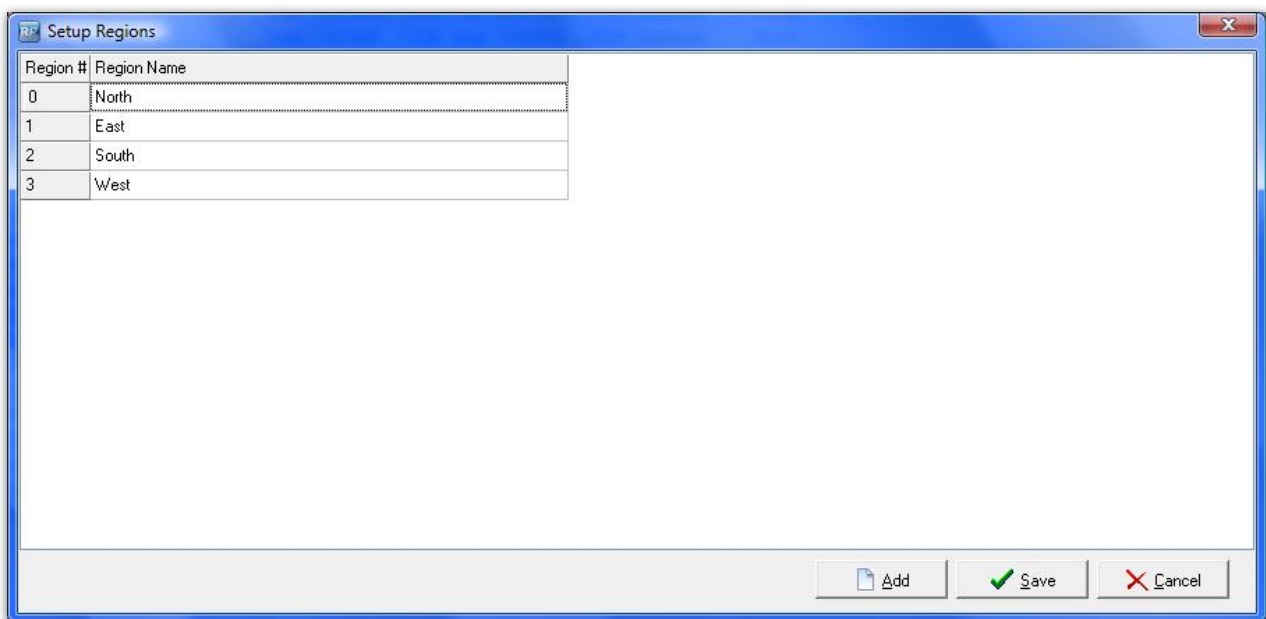 RP Setup Regions
Region # Region Name
0 North
1 East
2 South
3 West
Add Save Cancel